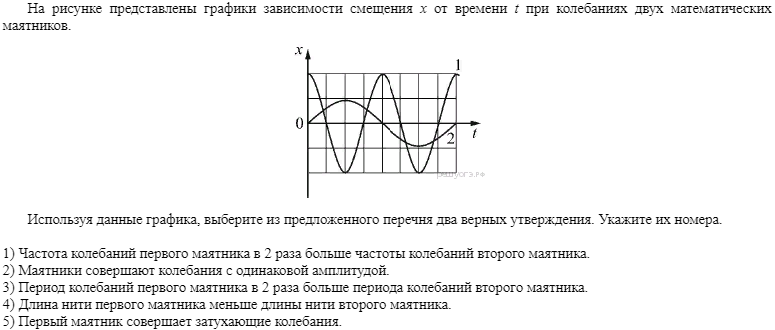 На рисунке представлены графики зависимости смещения x от времени t при колебаниях двух математических
маятников.
x
1
0
2
t
РЕШУОГЭ.РФ
Используя данные графика, выберите из предложенного перечня два верных утверждения. Укажите их номера.
1) Частота колебаний первого маятника в 2 раза больше частоты колебаний второго маятника.
2) Маятники совершают колебания с одинаковой амплитудой.
3) Период колебаний первого маятника в 2 раза больше периода колебаний второго маятника.
4) Длина нити первого маятника меньше длины нити второго маятника.
5) Первый маятник совершает затухающие колебания.